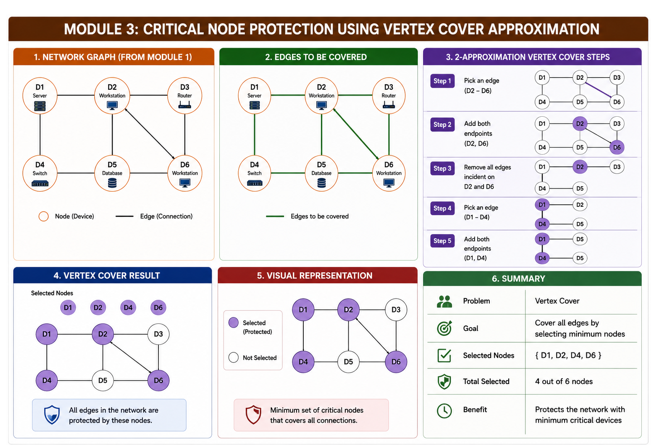 MODULE 3: CRITICAL NODE PROTECTION USING VERTEX COVER APPROXIMATION
1. NETWORK GRAPH (FROM MODULE 1)
D1
Server
D2
Workstation
D3
Router
D4
Switch
D5
Database
D6
Workstation
Node (Device)
Edge (Connection)
2. EDGES TO BE COVERED
D1
Server
D2
Workstation
D3
Router
D4
Switch
D5
Database
D6
Workstation
Edges to be covered
3. 2-APPROXIMATION VERTEX COVER STEPS
Step 1
Pick an edge
(D2 – D6)
D1
D2
D3
D4
D5
D6
Step 2
Add both
endpoints
(D2, D6)
D1
D2
D3
D4
D5
D6
Step 3
Remove all edges
incident on
D2 and D6
D1
D2
D3
D4
D5
Step 4
Pick an edge
(D1 – D4)
D1
D2
D4
D5
Step 5
Add both
endpoints
(D1, D4)
D1
D5
D4
D5
4. VERTEX COVER RESULT
Selected Nodes
D1
D2
D4
D6
D1
D2
D3
D4
D5
D6
All edges in the network are
protected by these nodes.
5. VISUAL REPRESENTATION
Selected
(Protected)
Not Selected
D1
D2
D3
D4
D5
D6
Minimum set of critical nodes
that covers all connections.
6. SUMMARY
Problem
Vertex Cover
Goal
Cover all edges by
selecting minimum nodes
Selected Nodes
{ D1, D2, D4, D6 }
Total Selected
4 out of 6 nodes
Benefit
Protects the network with
minimum critical devices